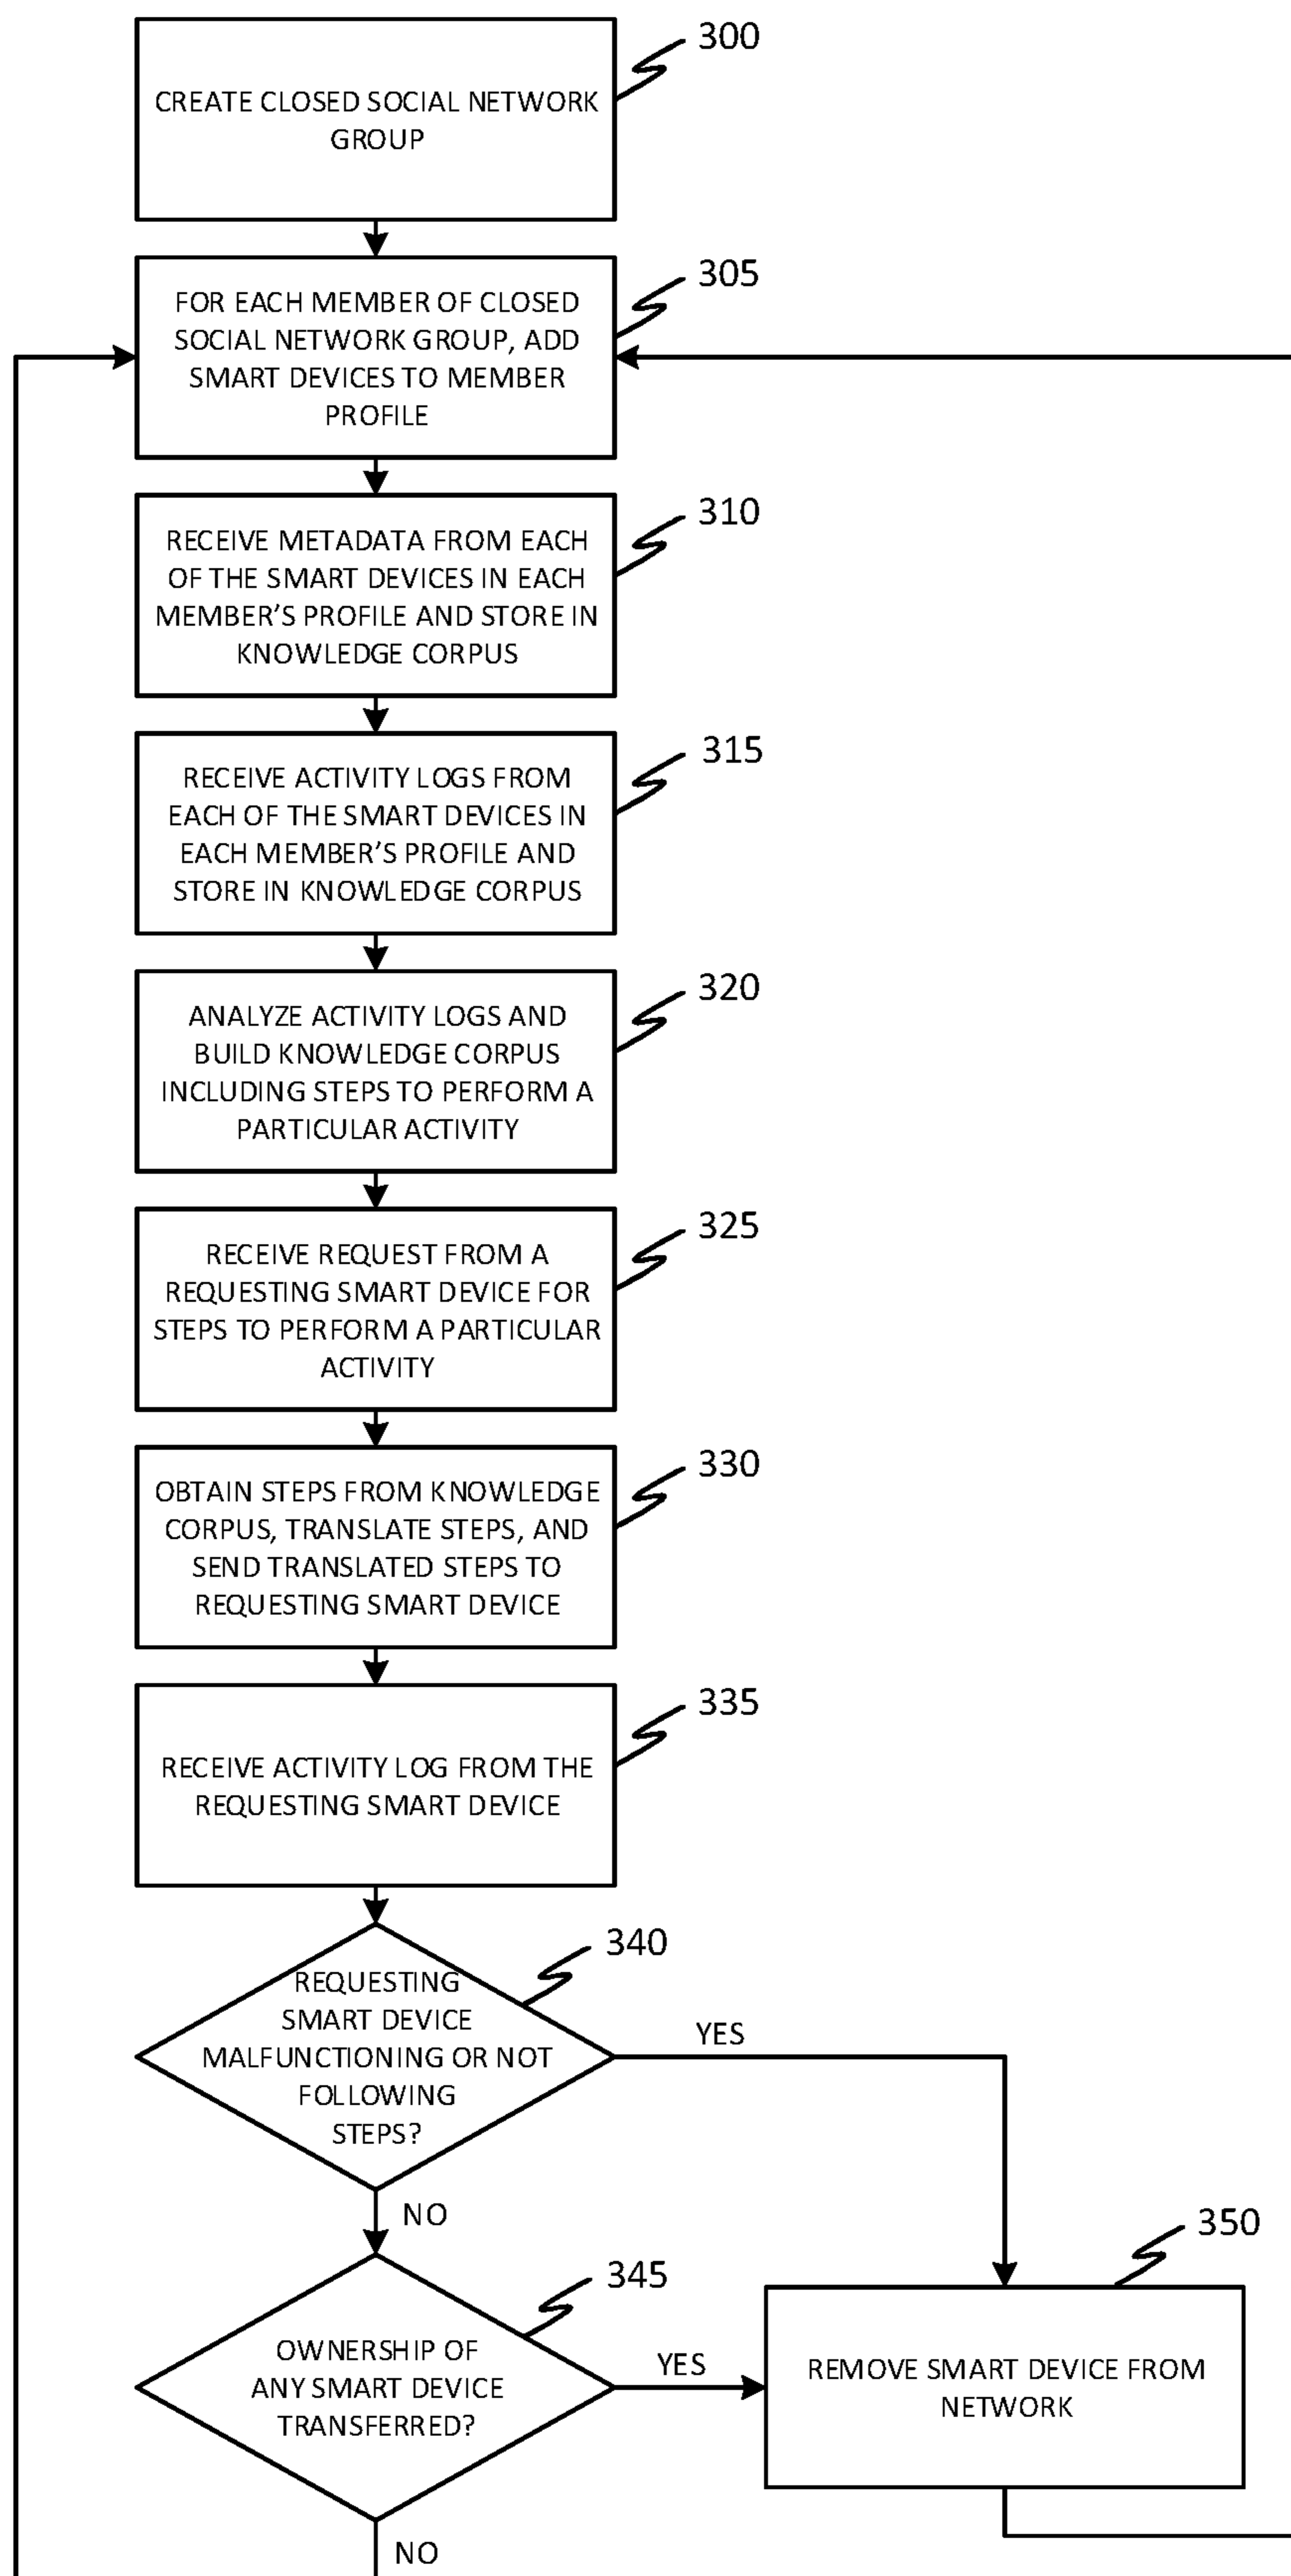 300
CREATE CLOSED SOCIAL NETWORK
GROUP
305
FOR EACH MEMBER OF CLOSED
SOCIAL NETWORK GROUP, ADD
SMART DEVICES TO MEMBER
PROFILE
310
RECEIVE METADATA FROM EACH
OF THE SMART DEVICES IN EACH
MEMBER'S PROFILE AND STORE IN
KNOWLEDGE CORPUS
315
RECEIVE ACTIVITY LOGS FROM
EACH OF THE SMART DEVICES IN
EACH MEMBER'S PROFILE AND
STORE IN KNOWLEDGE CORPUS
320
ANALYZE ACTIVITY LOGS AND
BUILD KNOWLEDGE CORPUS
INCLUDING STEPS TO PERFORM A
PARTICULAR ACTIVITY
325
RECEIVE REQUEST FROM A
REQUESTING SMART DEVICE FOR
STEPS TO PERFORM A PARTICULAR
ACTIVITY
330
OBTAIN STEPS FROM KNOWLEDGE
CORPUS, TRANSLATE STEPS, AND
SEND TRANSLATED STEPS TO
REQUESTING SMART DEVICE
335
RECEIVE ACTIVITY LOG FROM THE
REQUESTING SMART DEVICE
340
REQUESTING
SMART DEVICE
MALFUNCTIONING OR NOT
FOLLOWING
STEPS?
YES
NO
345
OWNERSHIP OF
ANY SMART DEVICE
TRANSFERRED?
YES
350
REMOVE SMART DEVICE FROM
NETWORK
NO